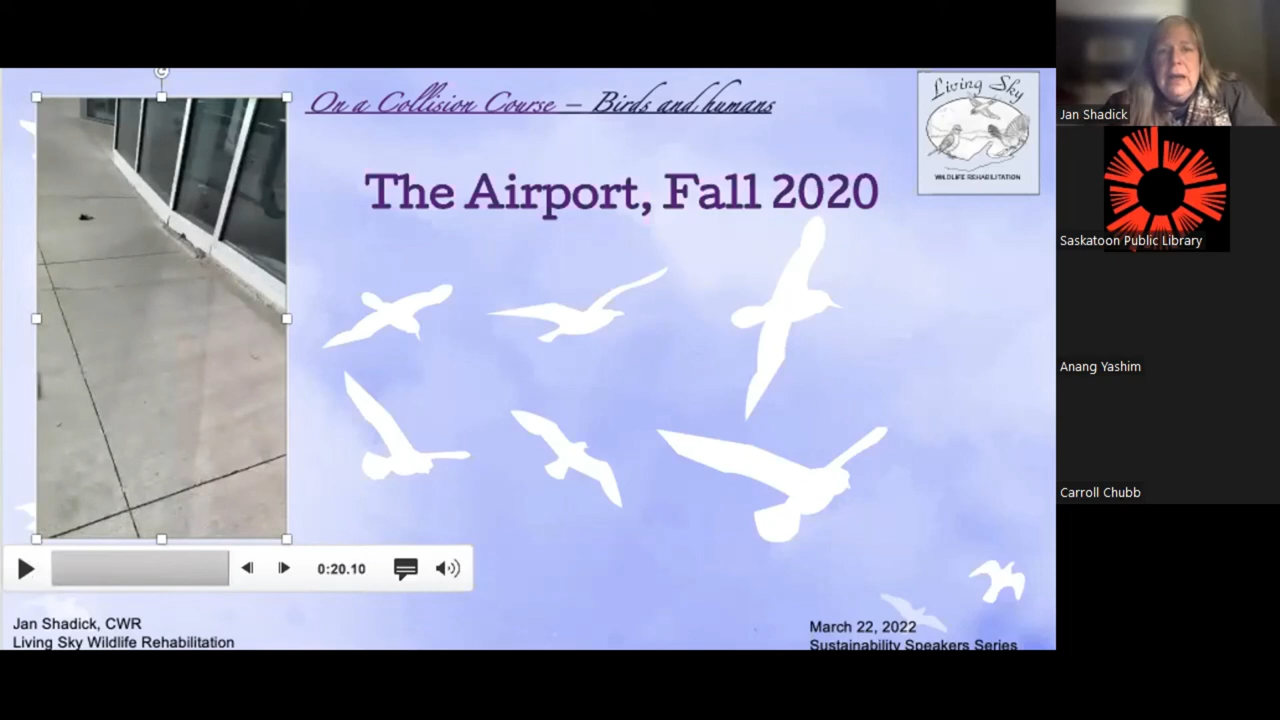 On a Collision Course – Birds and humans
Living Sky
WILDLIFE REHABILITATION
The Airport, Fall 2020
0:20.10
Jan Shadick, CWR
Living Sky Wildlife Rehabilitation
March 22, 2022
Sustainability Speakers Series
Jan Shadick
Saskatoon Public Library
Anang Yashim
Carroll Chubb